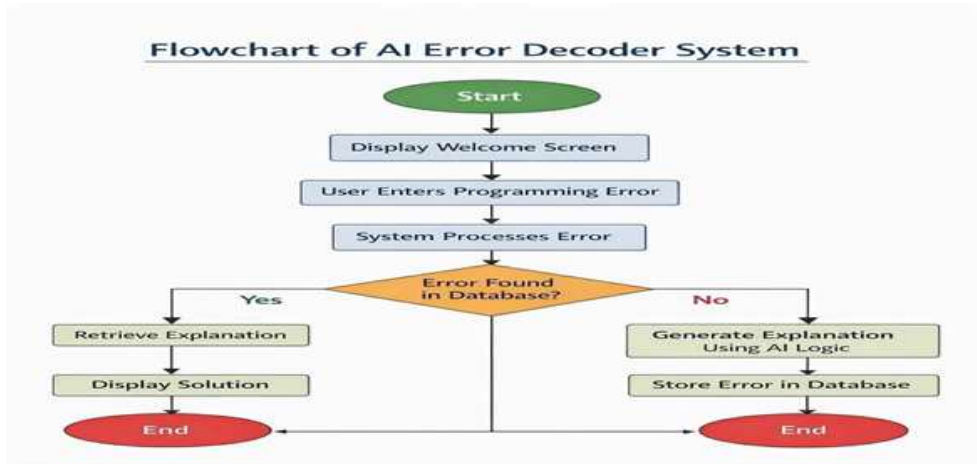 Flowchart of AI Error Decoder System
Start
Display Welcome Screen
User Enters Programming Error
System Processes Error
Error Found
in Database?
Yes
No
Retrieve Explanation
Generate Explanation
Using AI Logic
Display Solution
Store Error in Database
End
End